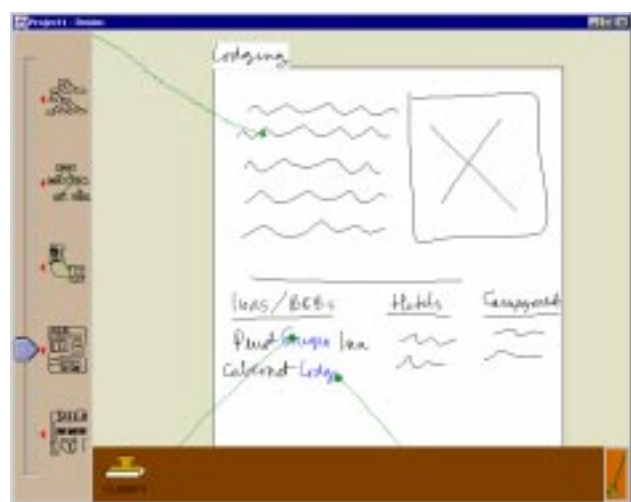 Project1 - Denim
Lodging
Inns/B&Bs Hotels Campground
Pinot Grigio Inn
Cabernet Lodge